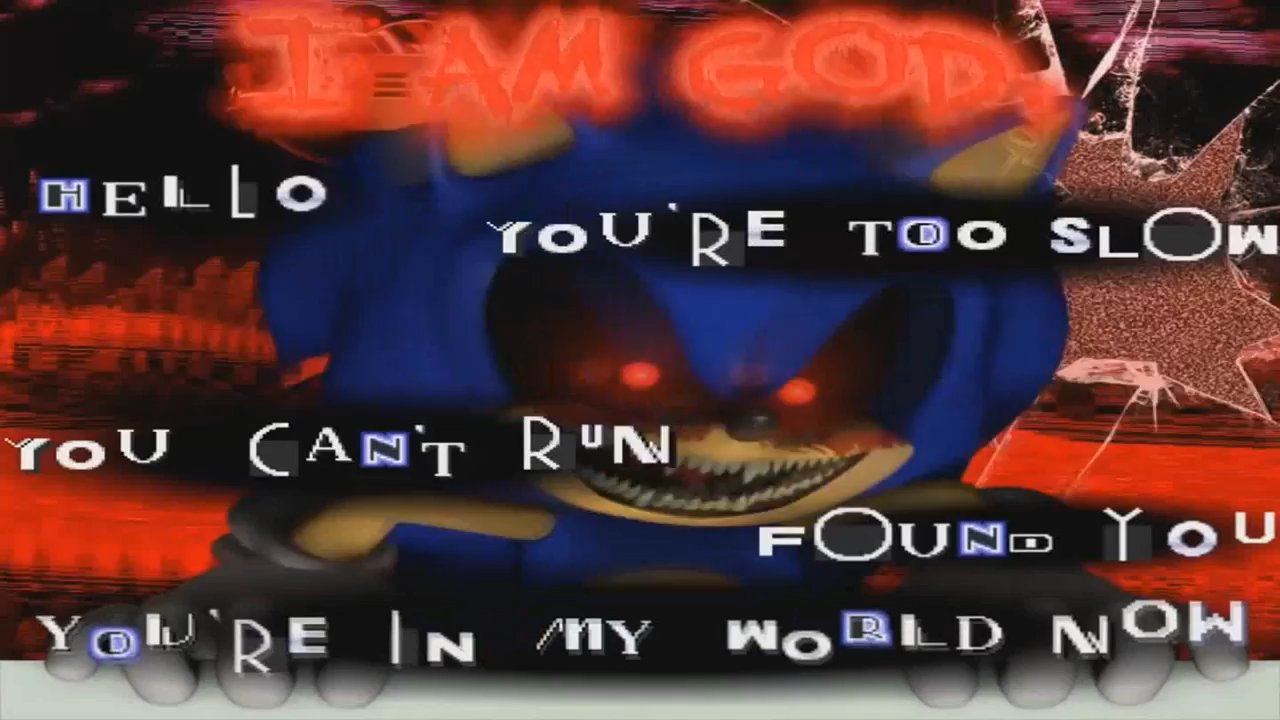 I AM GOD.
HELLO
YOU'RE TOO SLOW
YOU CAN'T RUN
FOUND YOU
YOU'RE IN MY WORLD NOW